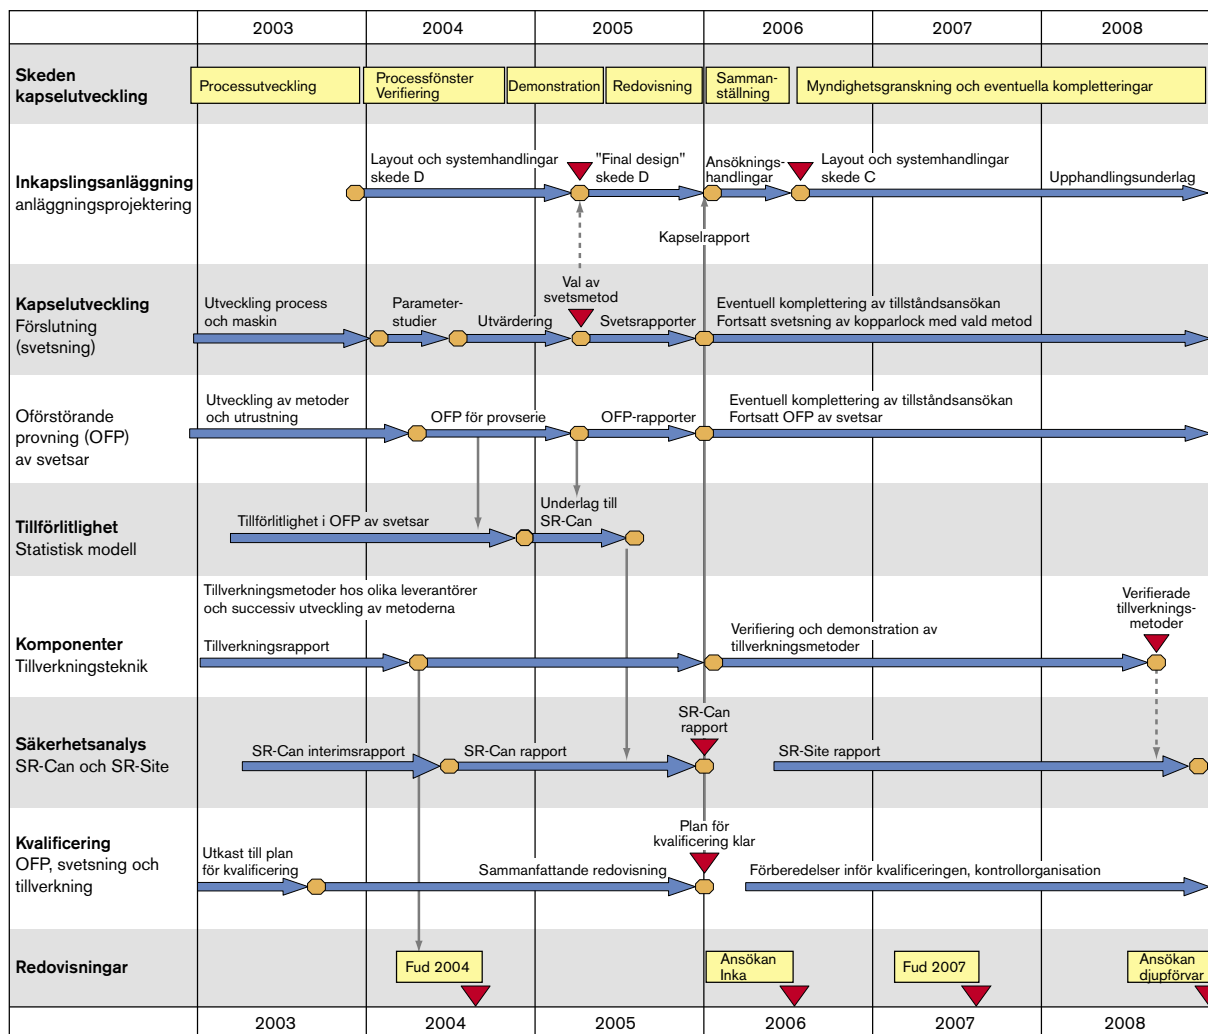 2003 2004 2005 2006 2007 2008
Skeden
kapselutveckling
Processutveckling
Processfönster
Verifiering
Demonstration
Redovisning
Samman-
ställning
Myndighetsgranskning och eventuella kompletteringar
Inkapslingsanläggning
anläggningsprojektering
Layout och systemhandlingar
skede D
"Final design"
skede D
Ansöknings-
handlingar
Layout och systemhandlingar
skede C
Upphandlingsunderlag
Kapselrapport
Kapselutveckling
Förslutning
(svetsning)
Utveckling process
och maskin
Parameter-
studier
Utvärdering
Val av
svetsmetod
Svetsrapporter
Eventuell komplettering av tillståndsansökan
Fortsatt svetsning av kopparlock med vald metod
Oförstörande
provning (OFP)
av svetsar
Utveckling av metoder
och utrustning
OFP för provserie
OFP-rapporter
Eventuell komplettering av tillståndsansökan
Fortsatt OFP av svetsar
Tillförlitlighet
Statistisk modell
Tillförlitlighet i OFP av svetsar
Underlag till
SR-Can
Komponenter
Tillverkningsteknik
Tillverkningsmetoder hos olika leverantörer
och successiv utveckling av metoderna
Tillverkningsrapport
Verifiering och demonstration av
tillverkningsmetoder
Verifierade
tillverknings-
metoder
Säkerhetsanalys
SR-Can och SR-Site
SR-Can interimsrapport
SR-Can rapport
SR-Can
rapport
SR-Site rapport
Kvalificering
OFP, svetsning och
tillverkning
Utkast till plan
för kvalificering
Sammanfattande redovisning
Plan för
kvalificering klar
Förberedelser inför kvalificeringen, kontrollorganisation
Redovisningar
Fud 2004
Ansökan
Inka
Fud 2007
Ansökan
djupförvar
2003 2004 2005 2006 2007 2008